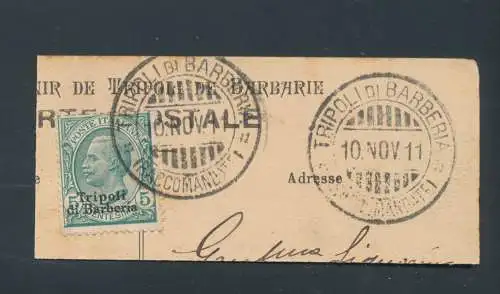 NIR DE TRIPOLI DE BARBARIE
RTE POSTALE
TRIPOLI DI BARBERIA
10.NOV.11
(RACCOMANDATE)
TRIPOLI DI BARBERIA
10.NOV.11
(RACCOMANDATE)
POSTE ITALIANE
5 5
Tripoli
di Barberia
CENTESIMI
Adresse